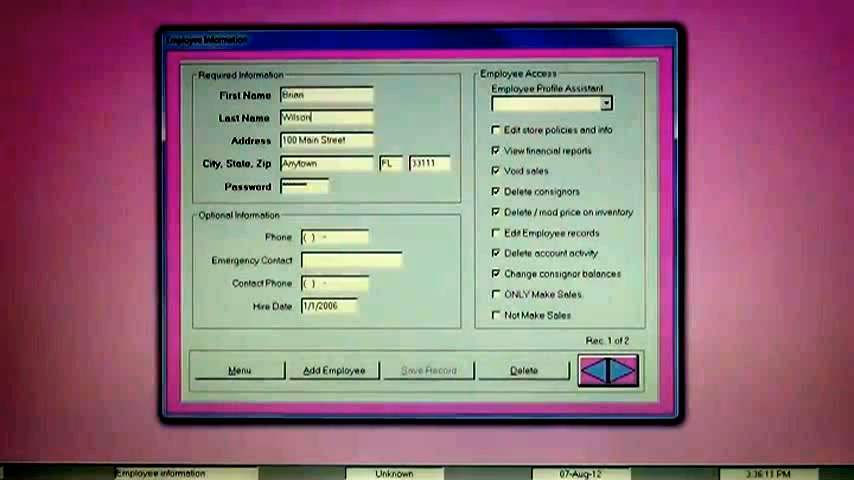 Employee Information
Required Information
First Name Brian
Last Name Wilson
Address 100 Main Street
City, State, Zip Anytown FL 33111
Password
Optional Information
Phone ( ) -
Emergency Contact
Contact Phone ( ) -
Hire Date 1/1/2006
Employee Access
Employee Profile Assistant
Edit store policies and info
View financial reports
Void sales
Delete consignors
Delete / mod price on inventory
Edit Employee records
Delete account activity
Change consignor balances
ONLY Make Sales
Not Make Sales
Rec. 1 of 2
Menu Add Employee Save Record Delete
Employee information Unknown 07-Aug-12 3:36:11 PM